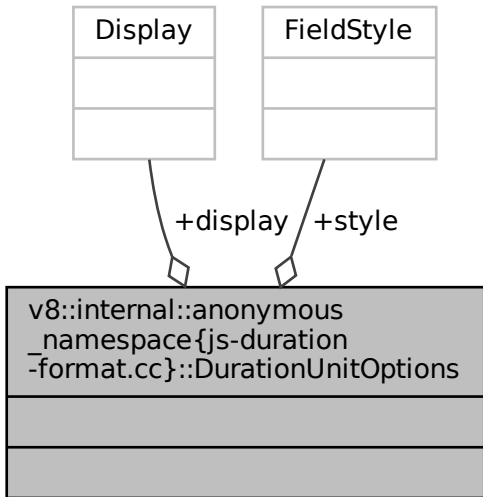 Display
FieldStyle
+display
+style
v8::internal::anonymous
_namespace{js-duration
-format.cc}::DurationUnitOptions